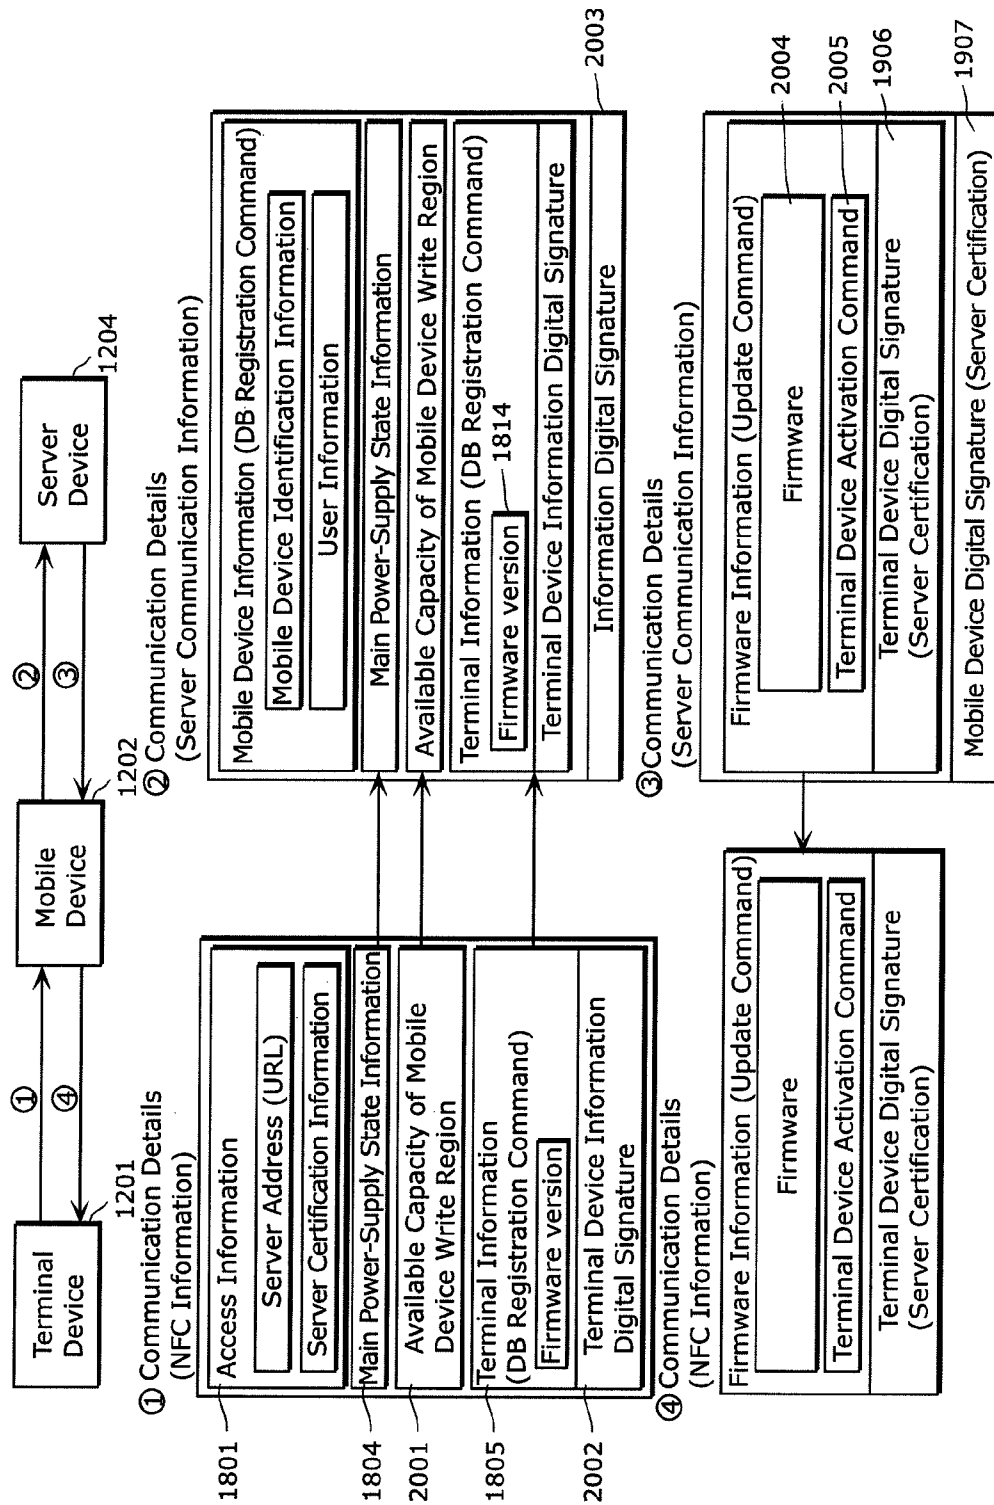 Terminal
Device
1201
①
④
Mobile
Device
1202
②
③
Server
Device
1204
① Communication Details
(NFC Information)
1801
Access Information
Server Address (URL)
Server Certification Information
1804
Main Power-Supply State Information
2001
Available Capacity of Mobile
Device Write Region
1805
Terminal Information
(DB Registration Command)
Firmware version
2002
Terminal Device Information
Digital Signature
② Communication Details
(Server Communication Information)
Mobile Device Information (DB Registration Command)
Mobile Device Identification Information
User Information
Main Power-Supply State Information
Available Capacity of Mobile Device Write Region
Terminal Information (DB Registration Command)
Firmware version
1814
Terminal Device Information Digital Signature
Information Digital Signature
2003
③Communication Details
(Server Communication Information)
Firmware Information (Update Command)
Firmware
2004
Terminal Device Activation Command
2005
Terminal Device Digital Signature
(Server Certification)
1906
Mobile Device Digital Signature (Server Certification)
1907
④ Communication Details
(NFC Information)
Firmware Information (Update Command)
Firmware
Terminal Device Activation Command
Terminal Device Digital Signature
(Server Certification)